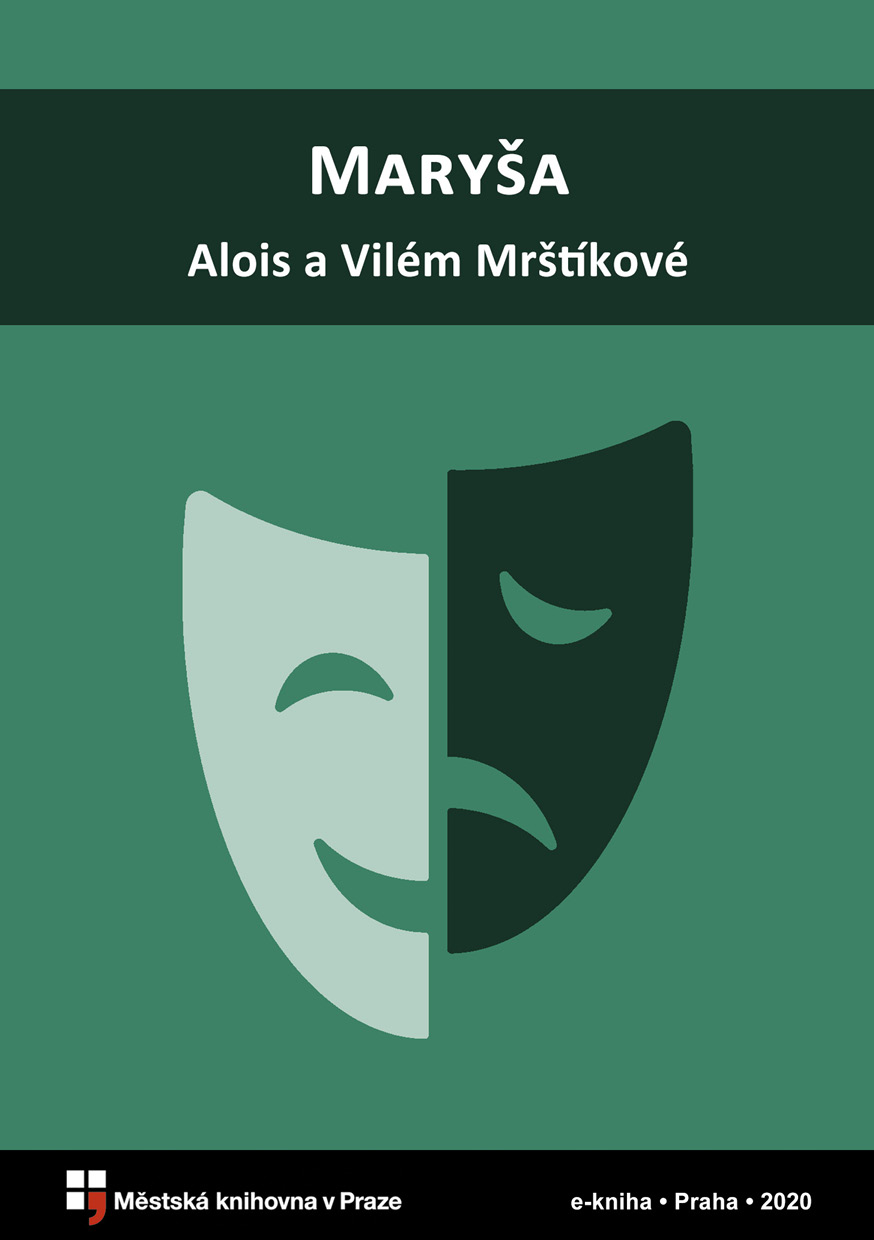 Maryša
Alois a Vilém Mrštíkové
Městská knihovna v Praze
e-kniha • Praha • 2020